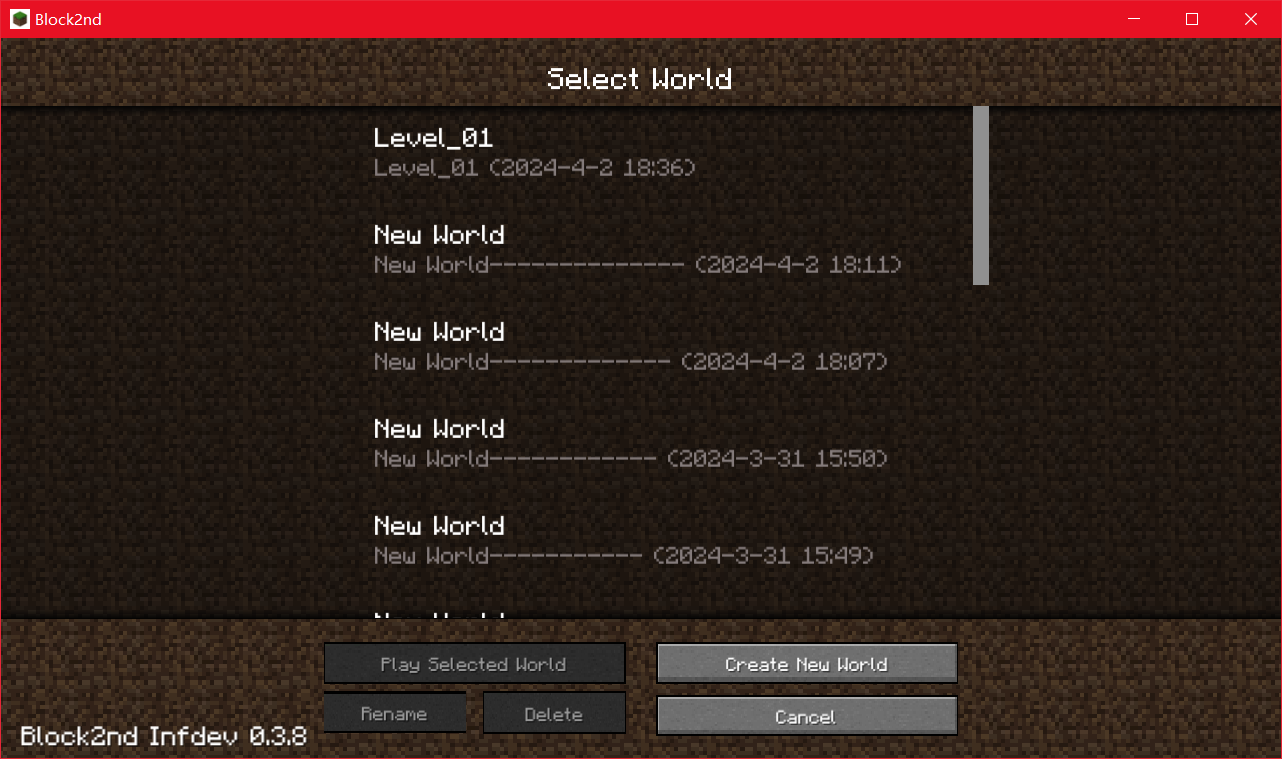 Block2nd
Select World
Level_01
Level_01 (2024-4-2 18:36)
New World
New World-------------- (2024-4-2 18:11)
New World
New World------------- (2024-4-2 18:07)
New World
New World------------ (2024-3-31 15:50)
New World
New World----------- (2024-3-31 15:49)
Play Selected World
Create New World
Rename
Delete
Cancel
Block2nd Infdev 0.3.8